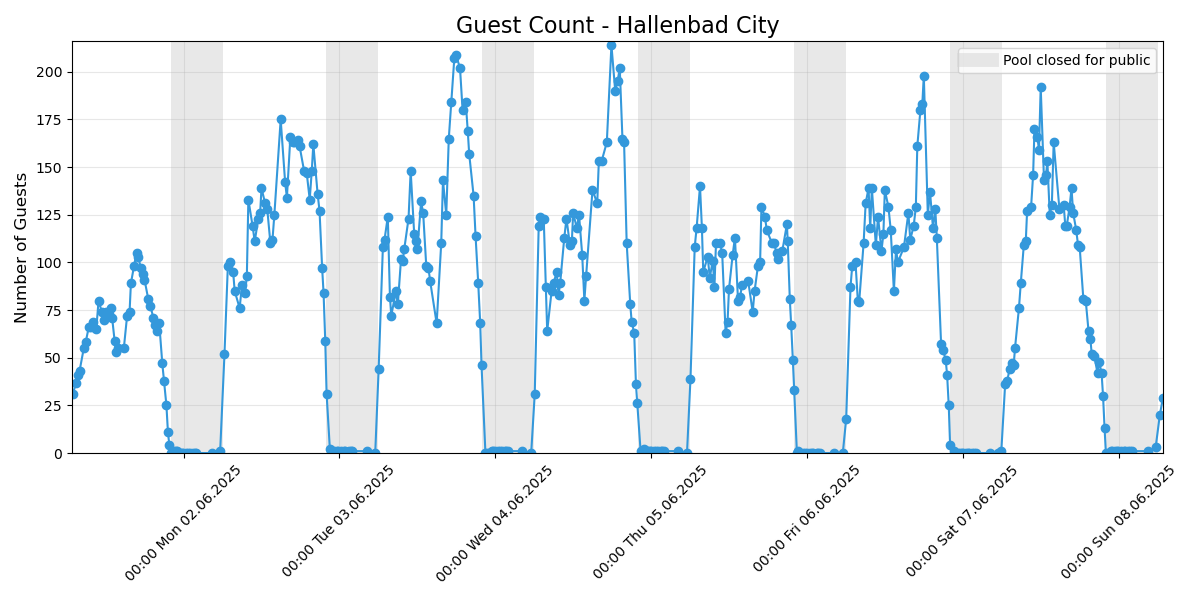 Guest Count - Hallenbad City
Pool closed for public
Number of Guests
200
175
150
125
100
75
50
25
0
00:00 Mon 02.06.2025
00:00 Tue 03.06.2025
00:00 Wed 04.06.2025
00:00 Thu 05.06.2025
00:00 Fri 06.06.2025
00:00 Sat 07.06.2025
00:00 Sun 08.06.2025